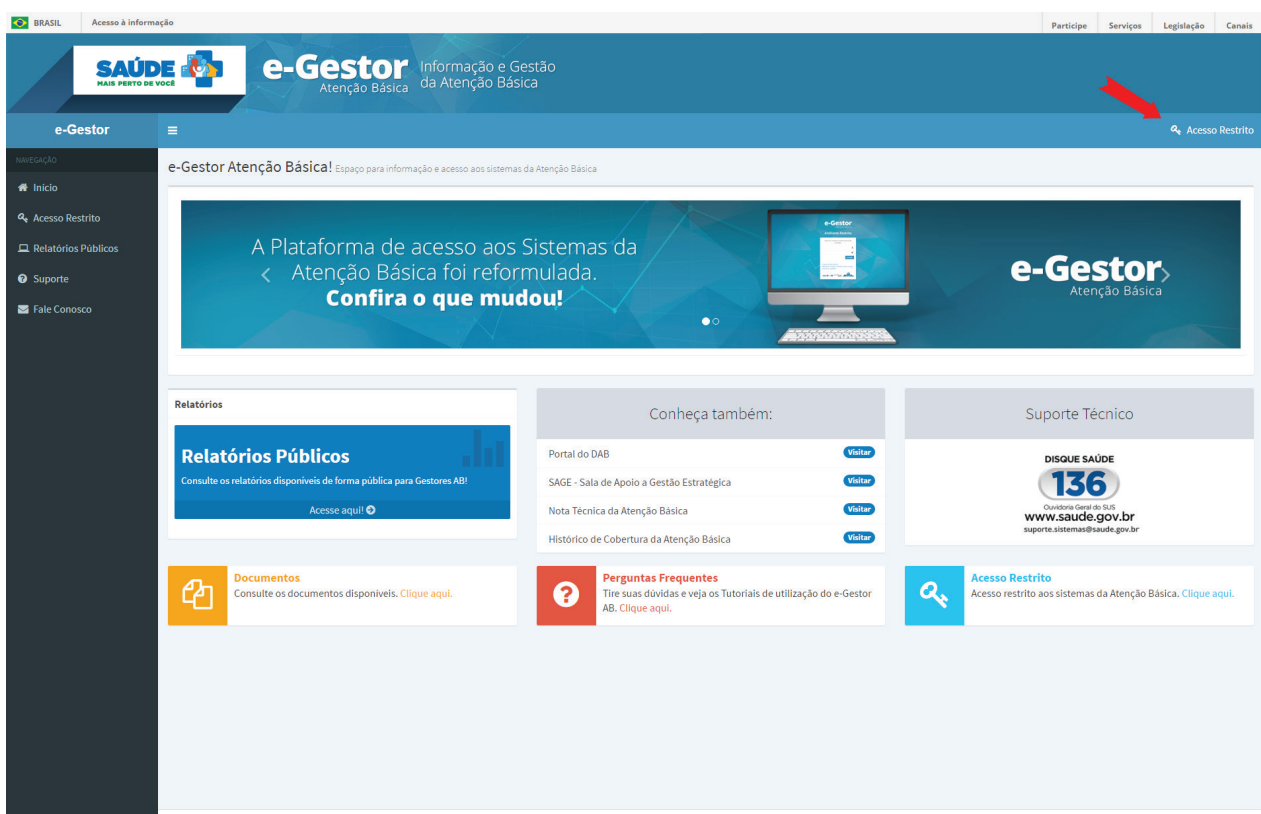 BRASIL
Acesso à informação
Participe
Serviços
Legislação
Canais
SAÚDE
MAIS PERTO DE VOCÊ
e-Gestor
Atenção Básica
Informação e Gestão
da Atenção Básica
e-Gestor
Acesso Restrito
NAVEGAÇÃO
Início
Acesso Restrito
Relatórios Públicos
Suporte
Fale Conosco
e-Gestor Atenção Básica! Espaço para informação e acesso aos sistemas da Atenção Básica
A Plataforma de acesso aos Sistemas da
Atenção Básica foi reformulada.
Confira o que mudou!
e-Gestor
e-Gestor
Atenção Básica
Relatórios
Relatórios Públicos
Consulte os relatórios disponíveis de forma pública para Gestores AB!
Acesse aqui!
Conheça também:
Portal do DAB Visitar
SAGE - Sala de Apoio a Gestão Estratégica Visitar
Nota Técnica da Atenção Básica Visitar
Histórico de Cobertura da Atenção Básica Visitar
Suporte Técnico
DISQUE SAÚDE
136
Ouvidoria Geral do SUS
www.saude.gov.br
suporte.sistemas@saude.gov.br
Documentos
Consulte os documentos disponíveis. Clique aqui.
Perguntas Frequentes
Tire suas dúvidas e veja os Tutoriais de utilização do e-Gestor
AB. Clique aqui.
Acesso Restrito
Acesso restrito aos sistemas da Atenção Básica. Clique aqui.